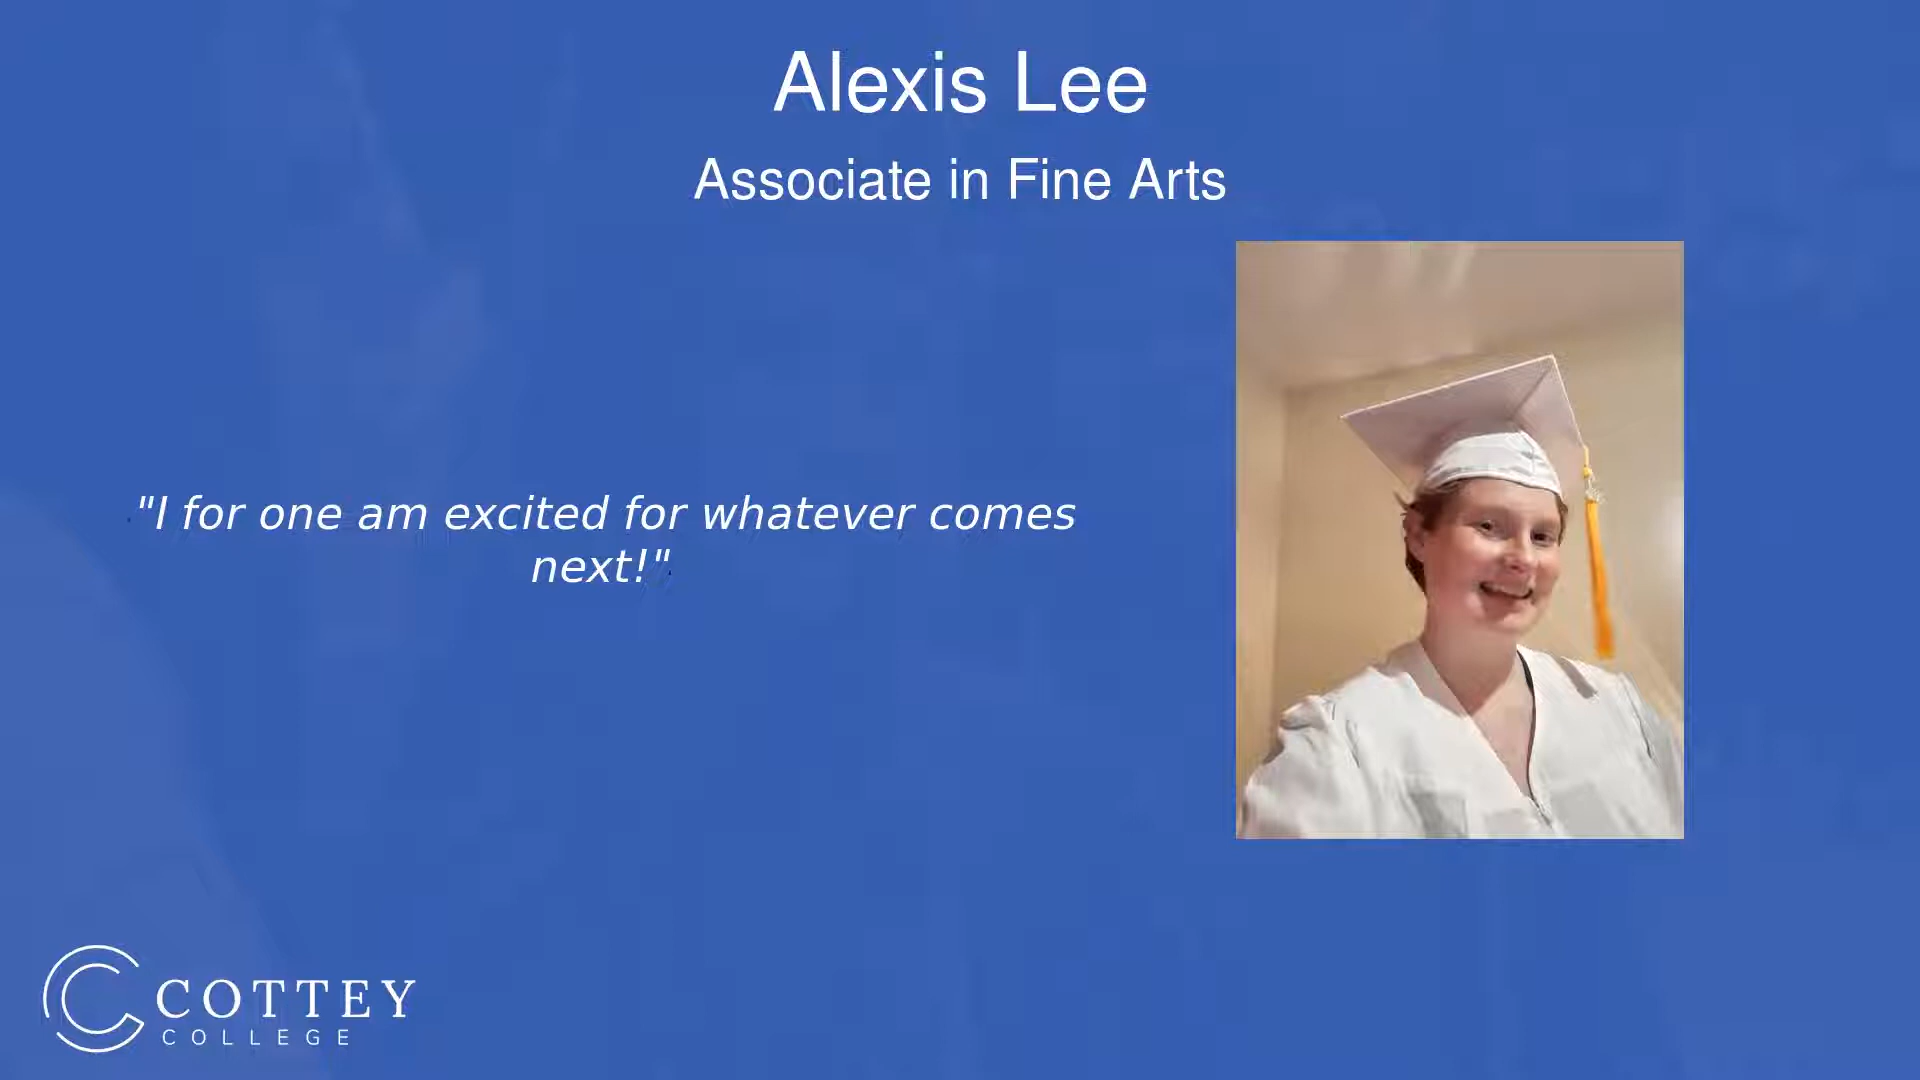 Alexis Lee
Associate in Fine Arts
"I for one am excited for whatever comes
next!"
COTTEY
COLLEGE